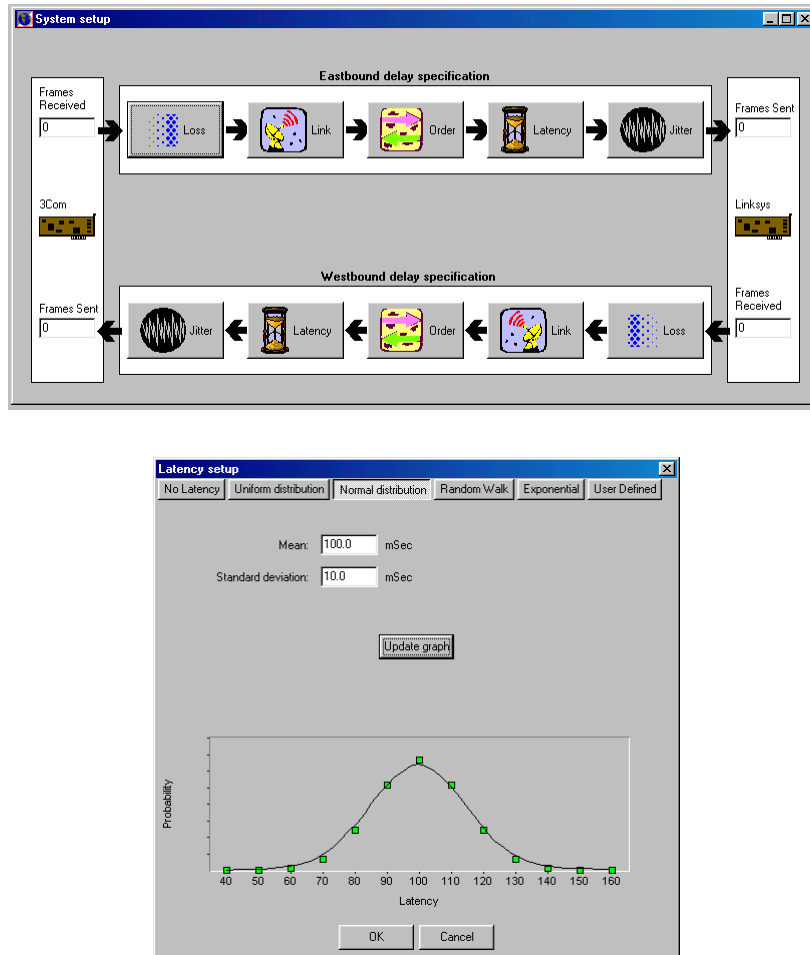 System setup
Eastbound delay specification
Frames
Received
0
Loss
Link
Order
Latency
Jitter
Frames Sent
0
3Com
Linksys
Westbound delay specification
Frames Sent
0
Jitter
Latency
Order
Link
Loss
Frames
Received
0
Latency setup
No Latency
Uniform distribution
Normal distribution
Random Walk
Exponential
User Defined
Mean: 100.0 mSec
Standard deviation: 10.0 mSec
Update graph
Probability
40 50 60 70 80 90 100 110 120 130 140 150 160
Latency
OK
Cancel